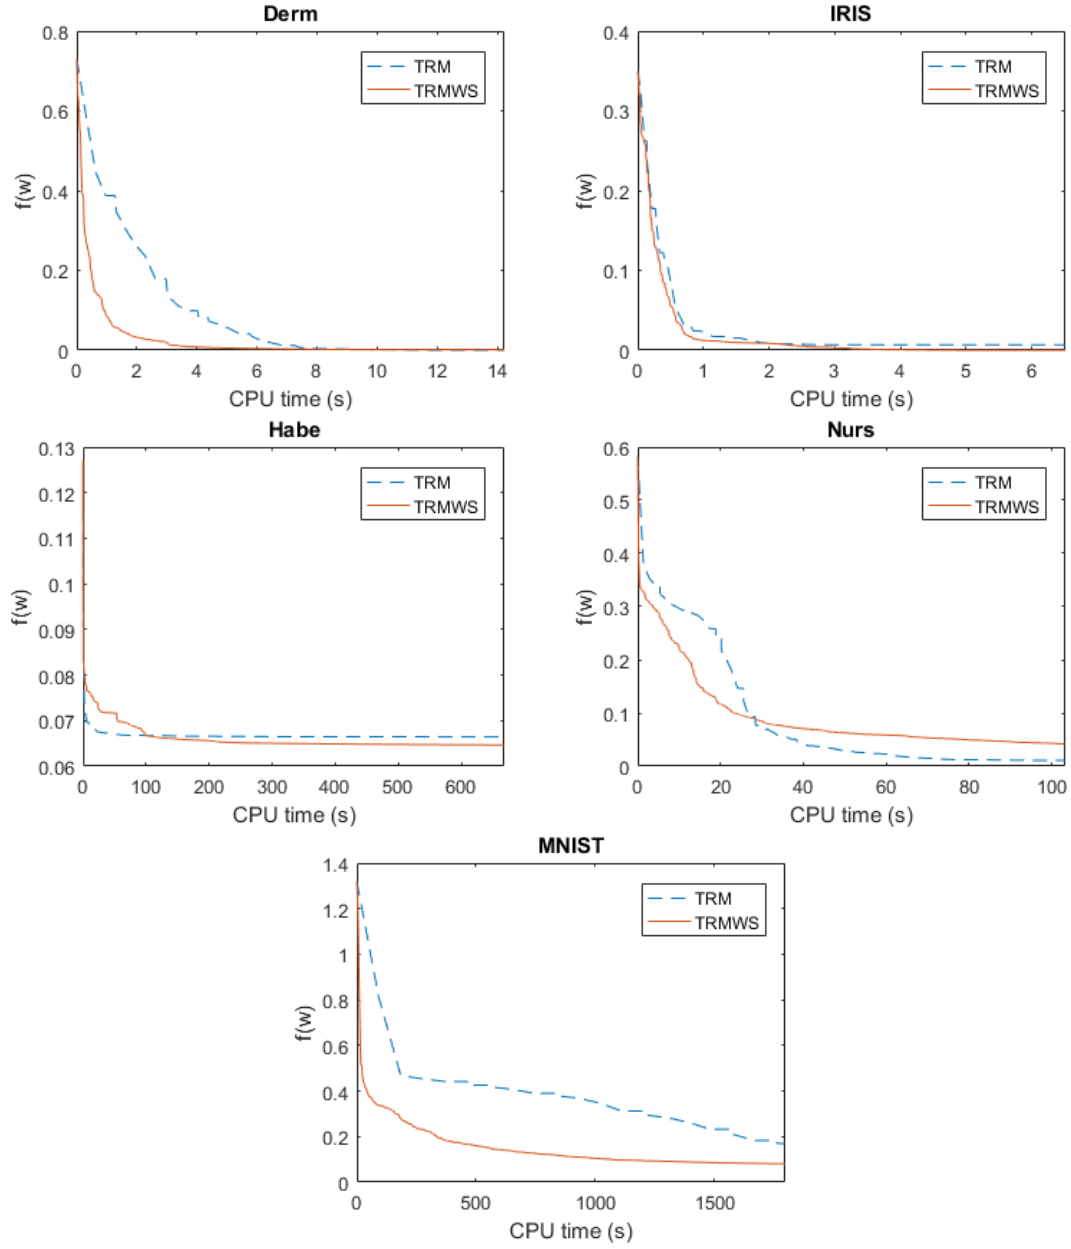 Derm
0.8
0.6
0.4
0.2
0
f(w)
TRM
TRMWS
0 2 4 6 8 10 12 14
CPU time (s)
IRIS
0.4
0.3
0.2
0.1
0
f(w)
TRM
TRMWS
0 1 2 3 4 5 6
CPU time (s)
Habe
0.13
0.12
0.11
0.1
0.09
0.08
0.07
0.06
f(w)
TRM
TRMWS
0 100 200 300 400 500 600
CPU time (s)
Nurs
0.6
0.5
0.4
0.3
0.2
0.1
0
f(w)
TRM
TRMWS
0 20 40 60 80 100
CPU time (s)
MNIST
1.4
1.2
1
0.8
0.6
0.4
0.2
0
f(w)
TRM
TRMWS
0 500 1000 1500
CPU time (s)